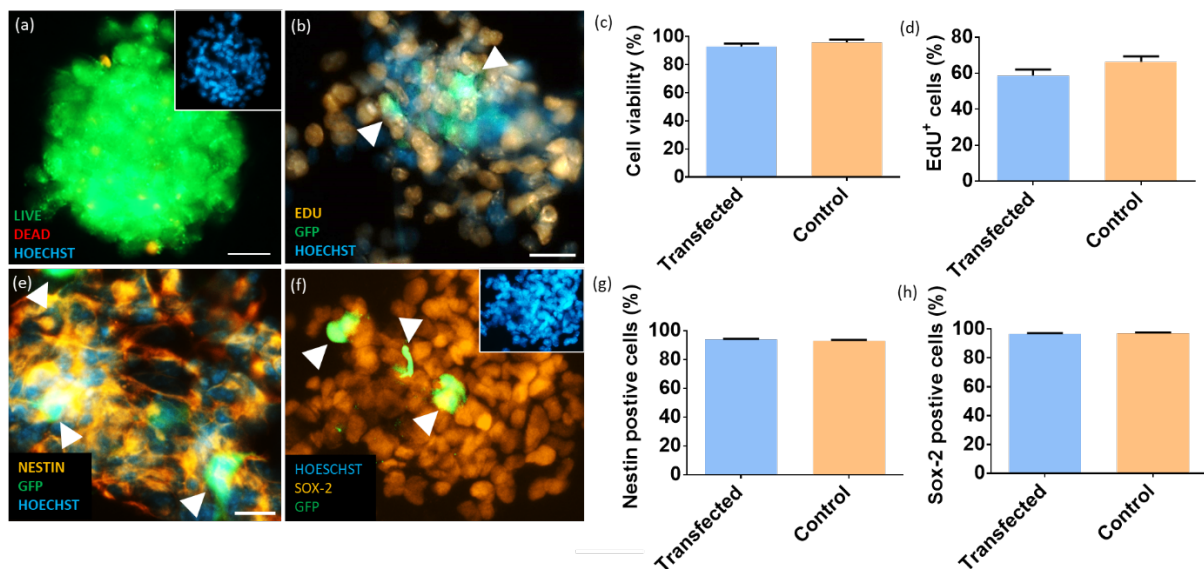 (a)
LIVE
DEAD
HOECHST
(b)
EDU
GFP
HOECHST
(c)
Cell viability (%)
100
80
60
40
20
0
Transfected
Control
(d)
EdU⁺ cells (%)
80
60
40
20
0
Transfected
Control
(e)
NESTIN
GFP
HOECHST
(f)
HOESCHST
SOX-2
GFP
(g)
Nestin postive cells (%)
100
80
60
40
20
0
Transfected
Control
(h)
Sox-2 postive cells (%)
100
80
60
40
20
0
Transfected
Control